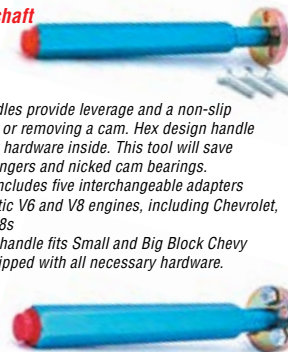 haft
dles provide leverage and a non-slip
or removing a cam. Hex design handle
hardware inside. This tool will save
ngers and nicked cam bearings.
ncludes five interchangeable adapters
tic V6 and V8 engines, including Chevrolet,
8s
handle fits Small and Big Block Chevy
ipped with all necessary hardware.